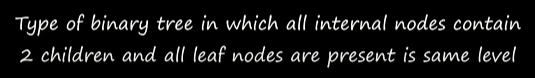 Type of binary tree in which all internal nodes contain
2 children and all leaf nodes are present is same level